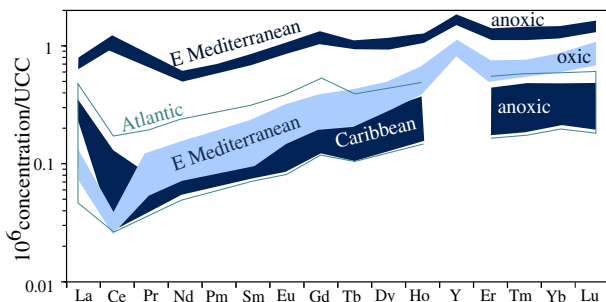 E Mediterranean
anoxic
1
oxic
Atlantic
anoxic
Caribbean
E Mediterranean
0.1
0.01
10⁶concentration/UCC
La Ce Pr Nd Pm Sm Eu Gd Tb Dy Ho Y Er Tm Yb Lu